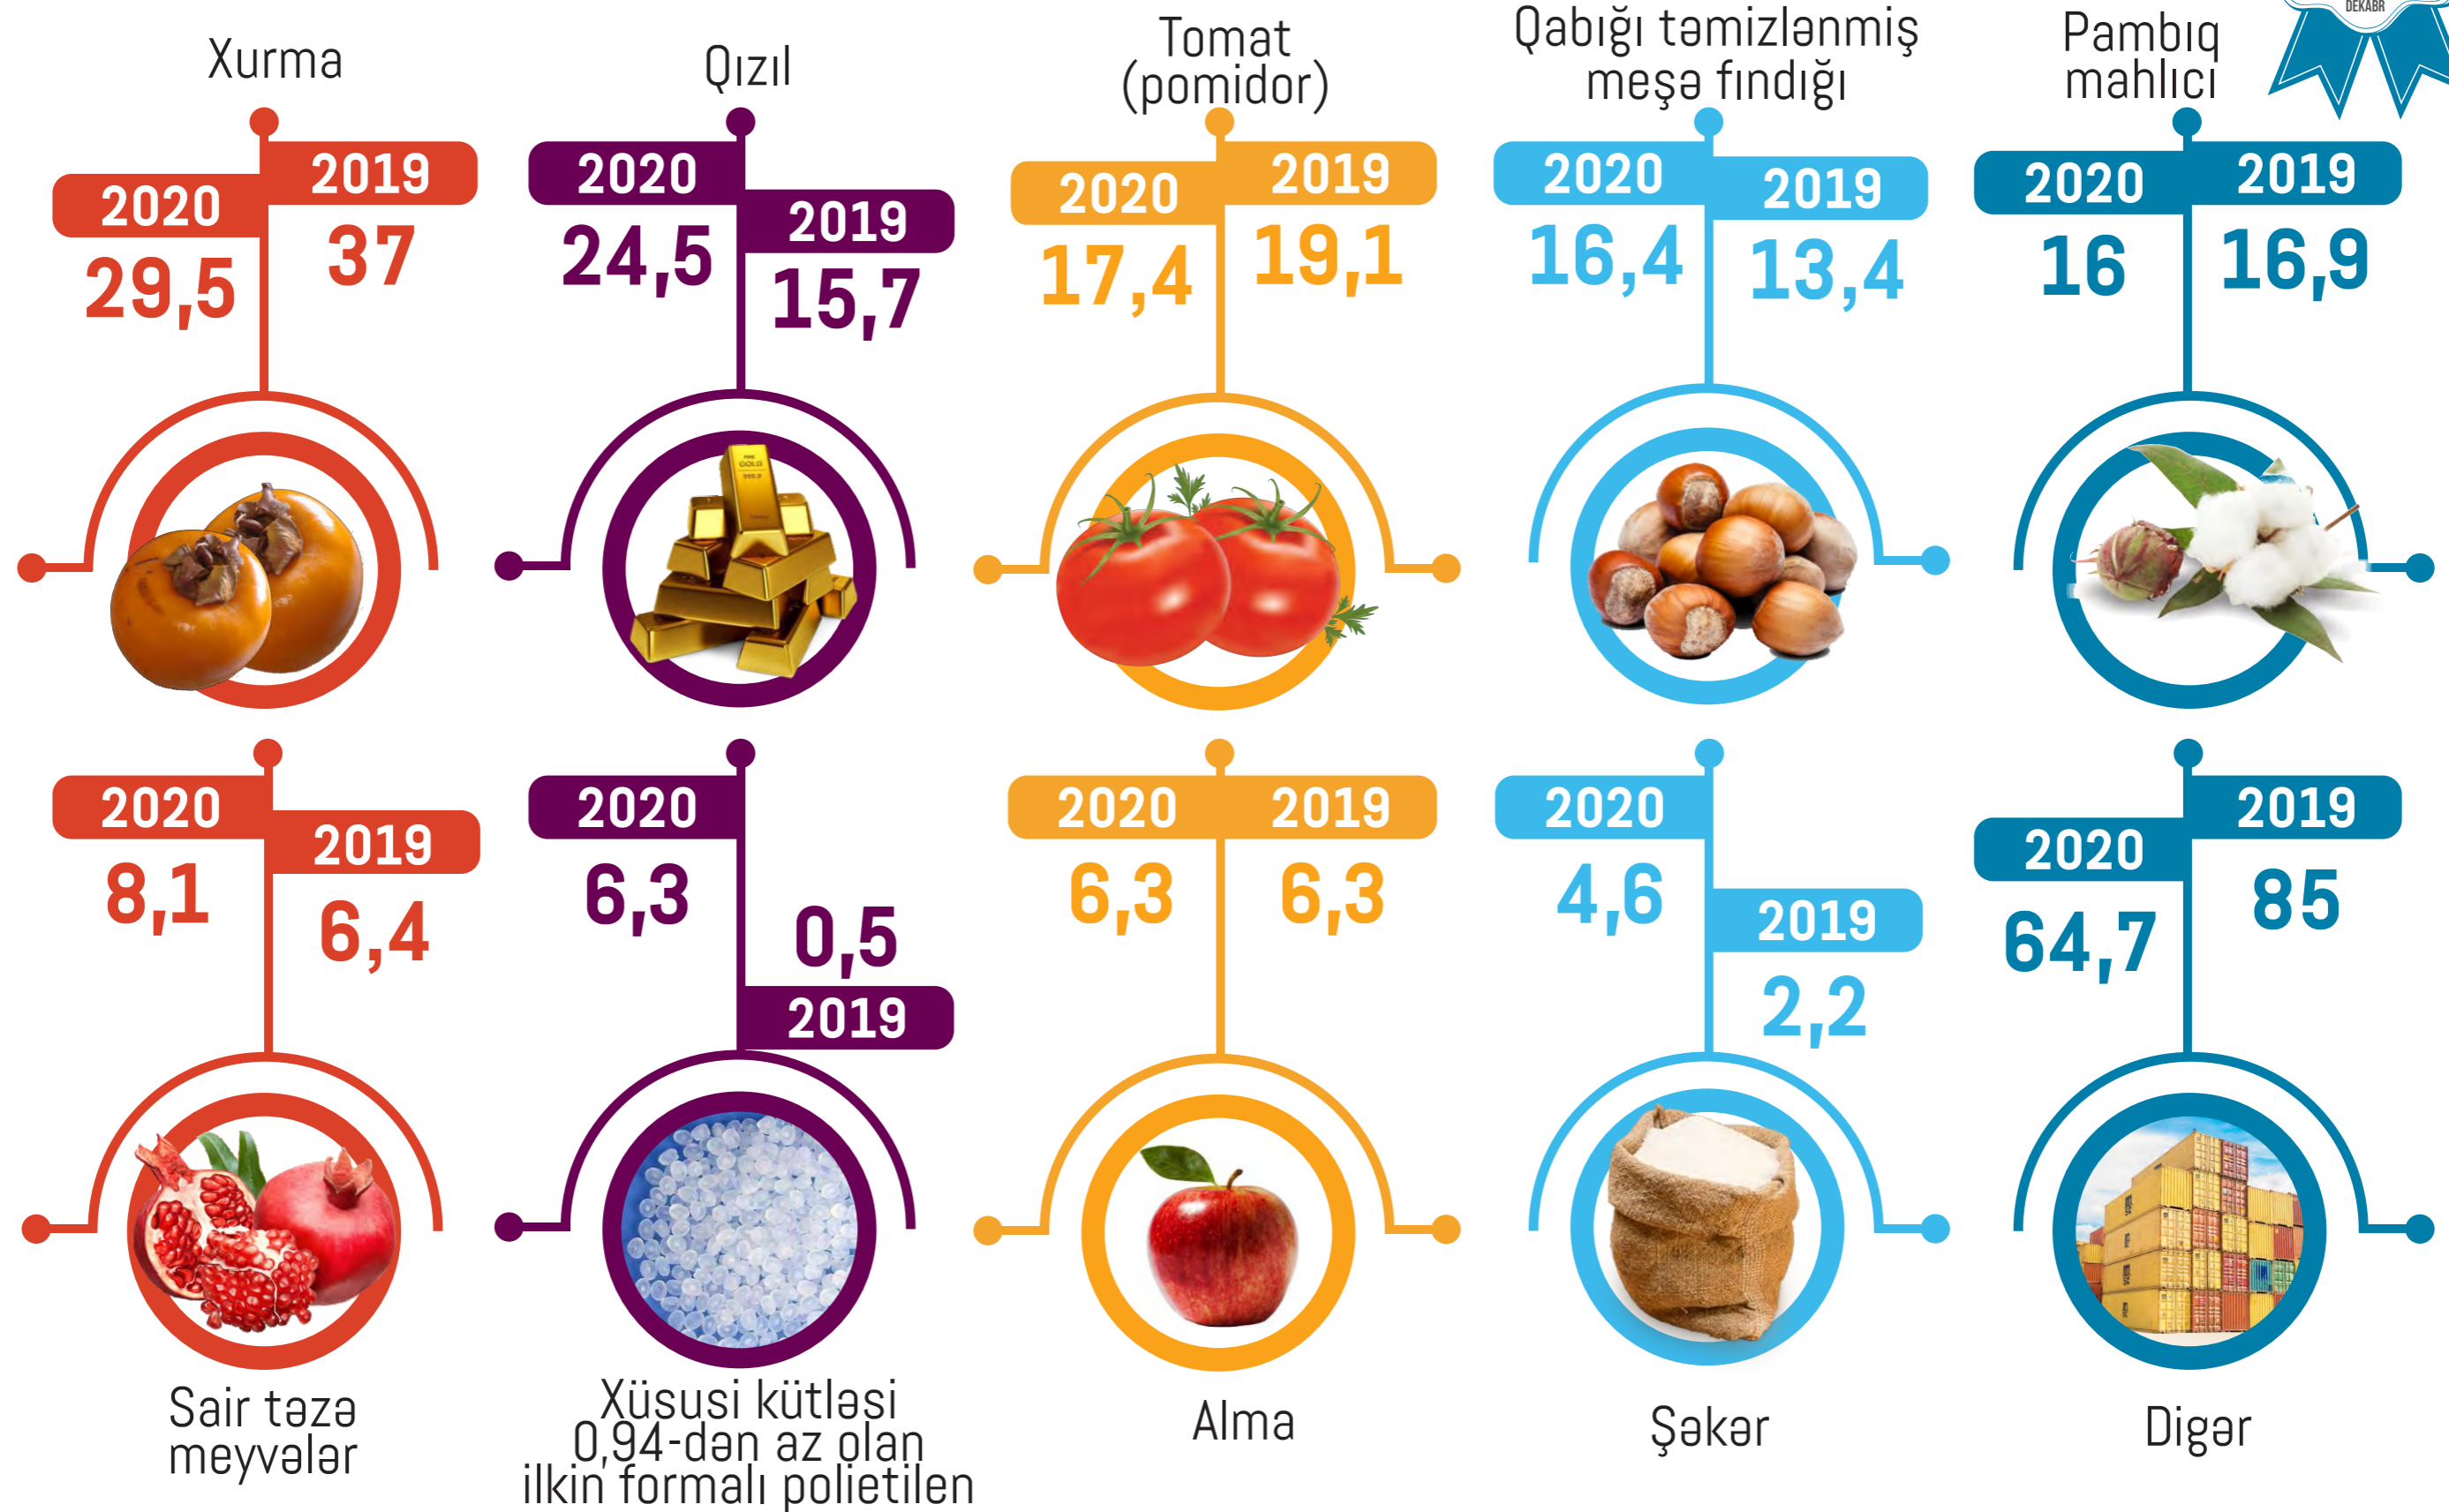 DEKABR
Xurma
2020
2019
29,5
37
Qızıl
2020
2019
24,5
15,7
Tomat
(pomidor)
2020
2019
17,4
19,1
Qabığı təmizlənmiş
meşə fındığı
2020
2019
16,4
13,4
Pambıq
mahlıcı
2020
2019
16
16,9
2020
2019
8,1
6,4
Sair təzə
meyvələr
2020
6,3
0,5
2019
Xüsusi kütləsi
0,94-dən az olan
ilkin formalı polietilen
2020
2019
6,3
6,3
Alma
2020
2019
4,6
2,2
Şəkər
2020
2019
64,7
85
Digər